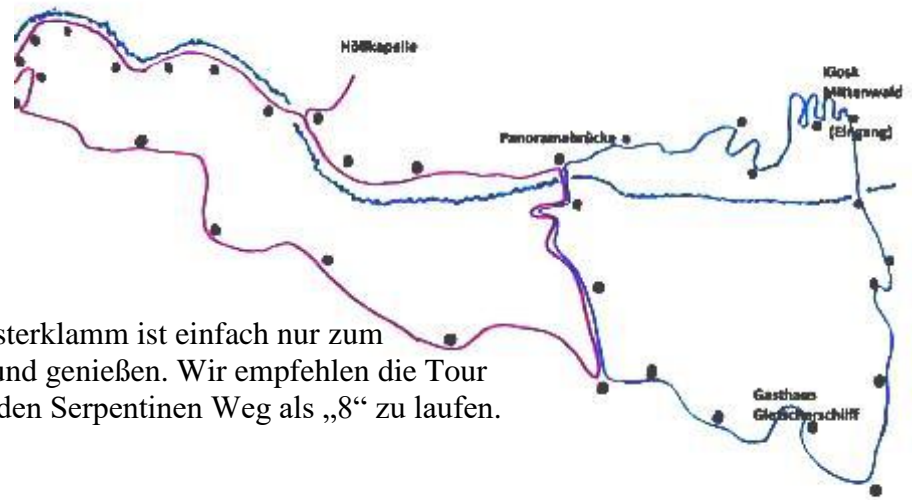 Höllkapelle
Kiosk
Mittenwald
(Eingang)
Panoramabrücke
sterklamm ist einfach nur zum
und genießen. Wir empfehlen die Tour
den Serpentinen Weg als „8“ zu laufen.
Gasthaus
Gletscherschliff